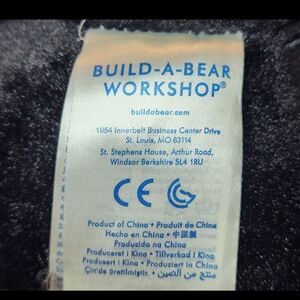 BUILD-A-BEAR
WORKSHOP®
buildabear.com
1954 Innerbelt Business Center Drive
St. Louis, MO 63114
St. Stephens House, Arthur Road,
Windsor Berkshire SL4 1RU
CE
Product of China • Produit de China
Hecho en China • 中国製
Produzido na China
Produceret i Kina • Tillverkad i Kina
Produsert i Kina • Produziert in China
Çin'de üretilmiştir. • منتج من الصين